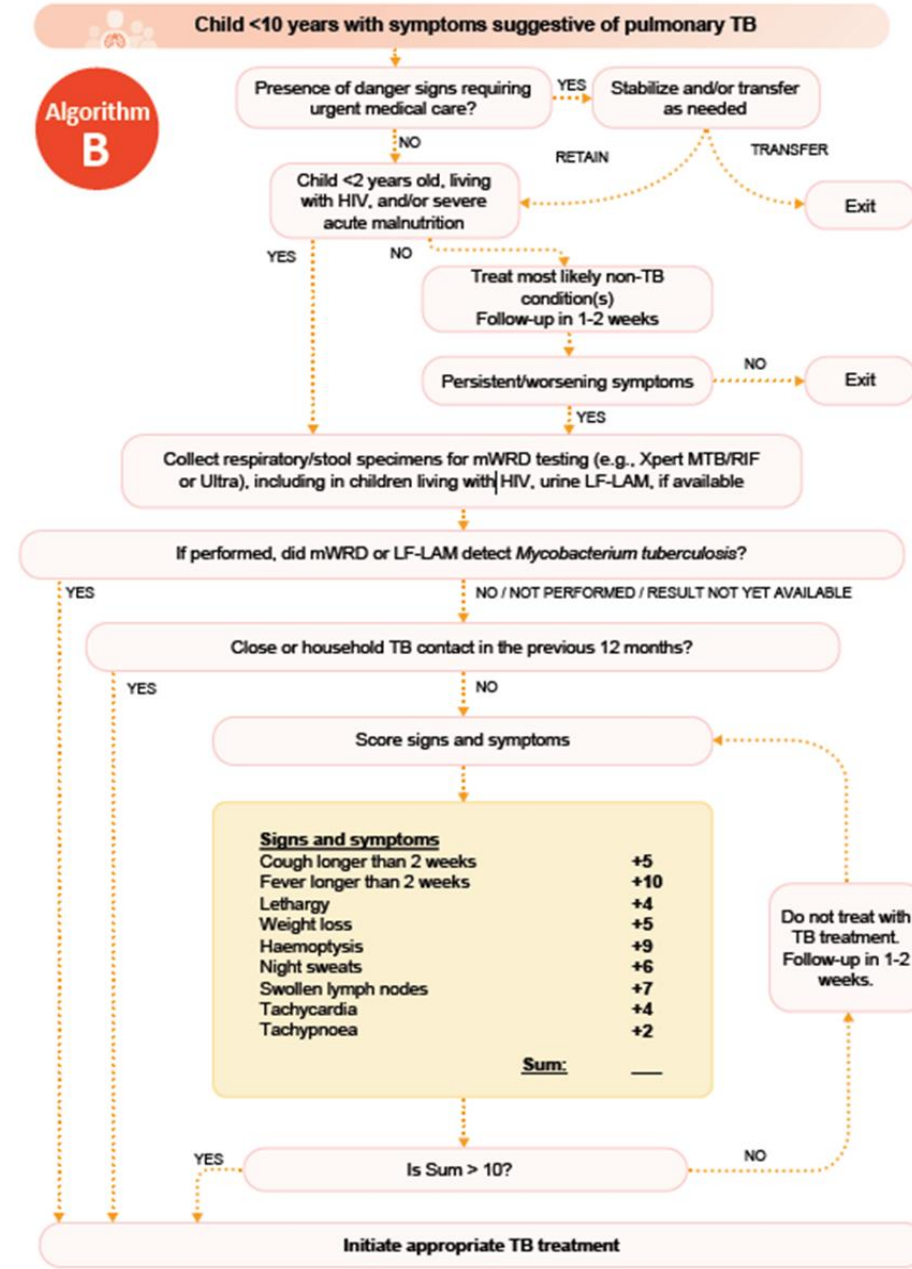 Child <10 years with symptoms suggestive of pulmonary TB
Algorithm
B
Presence of danger signs requiring
urgent medical care?
YES
Stabilize and/or transfer
as needed
NO
RETAIN
TRANSFER
Child <2 years old, living
with HIV, and/or severe
acute malnutrition
Exit
YES
NO
Treat most likely non-TB
condition(s)
Follow-up in 1-2 weeks
Persistent/worsening symptoms
NO
Exit
YES
Collect respiratory/stool specimens for mWRD testing (e.g., Xpert MTB/RIF
or Ultra), including in children living with HIV, urine LF-LAM, if available
If performed, did mWRD or LF-LAM detect Mycobacterium tuberculosis?
YES
NO / NOT PERFORMED / RESULT NOT YET AVAILABLE
Close or household TB contact in the previous 12 months?
YES
NO
Score signs and symptoms
Signs and symptoms
Cough longer than 2 weeks +5
Fever longer than 2 weeks +10
Lethargy +4
Weight loss +5
Haemoptysis +9
Night sweats +6
Swollen lymph nodes +7
Tachycardia +4
Tachypnoea +2
Sum: ___
Do not treat with
TB treatment.
Follow-up in 1-2
weeks.
YES
Is Sum > 10?
NO
Initiate appropriate TB treatment